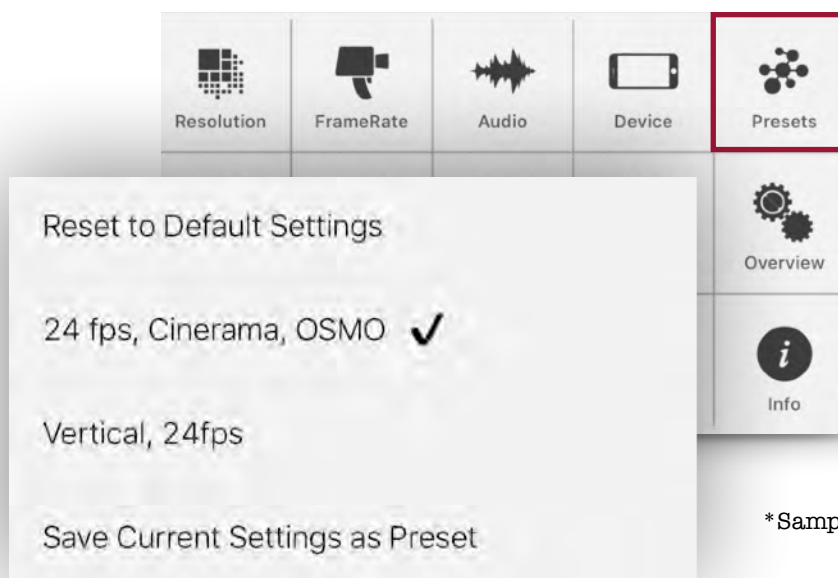 Resolution FrameRate Audio Device Presets
Overview
Info
Reset to Default Settings
24 fps, Cinerama, OSMO ✓
Vertical, 24fps
Save Current Settings as Preset
*Samp